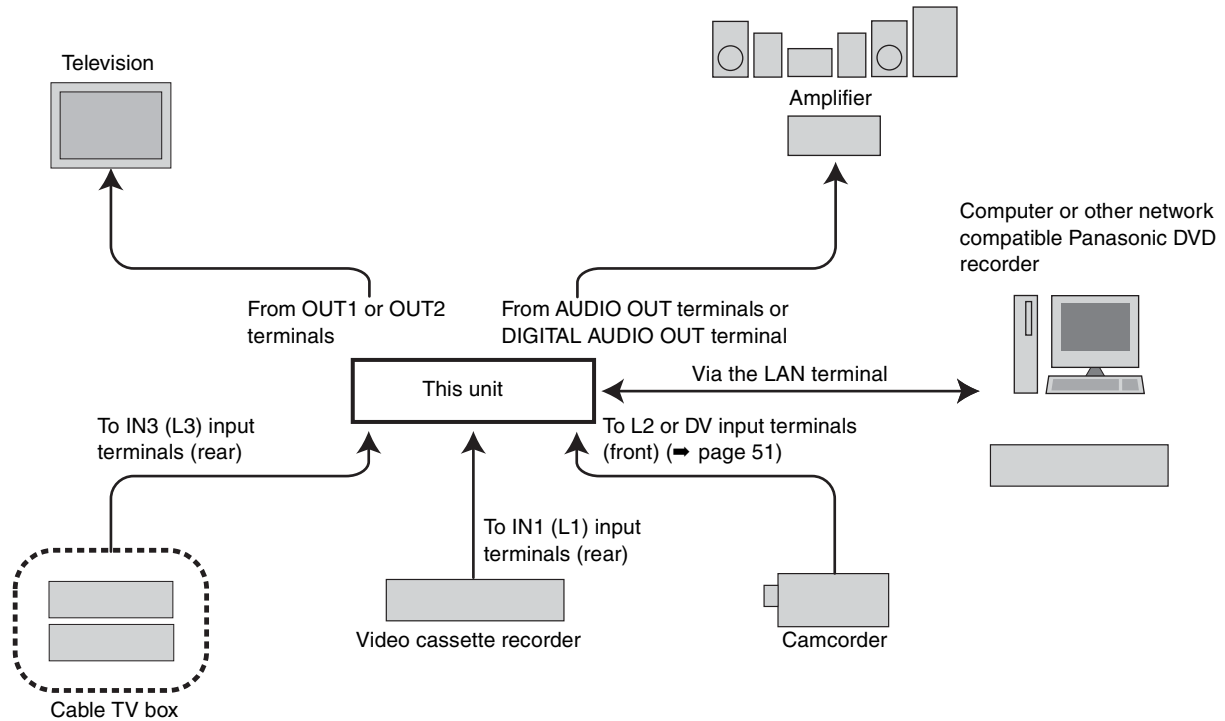 Television
Amplifier
Computer or other network
compatible Panasonic DVD
recorder
From OUT1 or OUT2
terminals
From AUDIO OUT terminals or
DIGITAL AUDIO OUT terminal
This unit
Via the LAN terminal
To IN3 (L3) input
terminals (rear)
To L2 or DV input terminals
(front) (➡ page 51)
To IN1 (L1) input
terminals (rear)
Video cassette recorder
Camcorder
Cable TV box